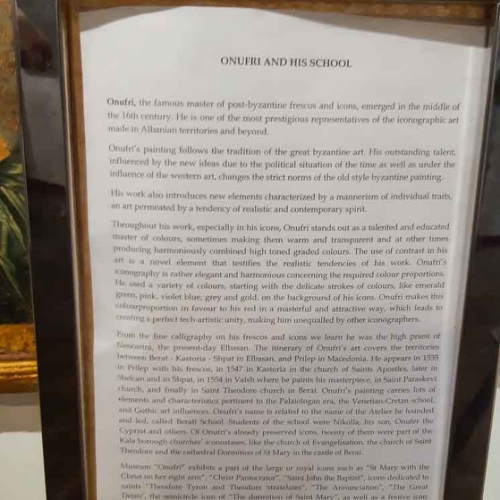 ONUFRI AND HIS SCHOOL
Onufri, the famous master of post-byzantine frescos and icons, emerged in the middle of
the 16th century. He is one of the most prestigious representatives of the iconographic art
made in Albanian territories and beyond.
Onufri's painting follows the tradition of the great byzantine art. His outstanding talent,
influenced by the new ideas due to the political situation of the time as well as under the
influence of the western art, changes the strict norms of the old style byzantine painting.
His work also introduces new elements characterized by a mannerism of individual traits,
an art permeated by a tendency of realistic and contemporary spirit.
Throughout his work, especially in his icons, Onufri stands out as a talented and educated
master of colours, sometimes making them warm and transparent and at other times
producing harmoniously combined high toned graded colours. The use of contrast in his
art is a novel element that testifies the realistic tendencies of his work. Onufri's
iconography is rather elegant and harmonious concerning the required colour proportions.
He used a variety of colours, starting with the delicate strokes of colours, like emerald
green, pink, violet blue, grey and gold, on the background of his icons. Onufri makes this
colourproportion in favour to his red in a masterful and attractive way, which leads to
creating a perfect tech-artistic unity, making him unequalled by other iconographers.
From the fine calligraphy on his frescos and icons we learn he was the high priest of
Neocastra, the present-day Elbasan. The itinerary of Onufri's art covers the territories
between Berat - Kastoria - Shpat in Elbasan, and Prilep in Macedonia. He appears in 1535
in Prilep with his frescos, in 1547 in Kastoria in the church of Saints Apostles, later in
Shelcan and in Shpat, in 1554 in Valsh where he paints his masterpiece, in Saint Paraskevi
church, and finally in Saint Theodore church in Berat. Onufri's painting carries lots of
elements and characteristics pertinent to the Palaiologan era, the Venetian-Cretan school,
and Gothic art influences. Onufri's name is related to the name of the Atelier he founded
and led, called Berati School. Students of the school were Nikolla, his son, Onufer the
Cypriot and others. Of Onufri's already preserved icons, twenty of them were part of the
Kala borough churches' iconostases, like the church of Evangelisation, the church of Saint
Theodore and the cathedral Dormition of St Mary in the castle of Berat.
Museum "Onufri" exhibits a part of the large or royal icons such as "St Mary with the
Christ on her right arm", "Christ Pantocrator", "Saint John the Baptist", icons dedicated to
saints "Theodore Tyron and Theodore Stratelates", "The Annunciation", "The Great
Deisis", the semicircle icon of "The dormition of Saint Mary", as well as a festive icon